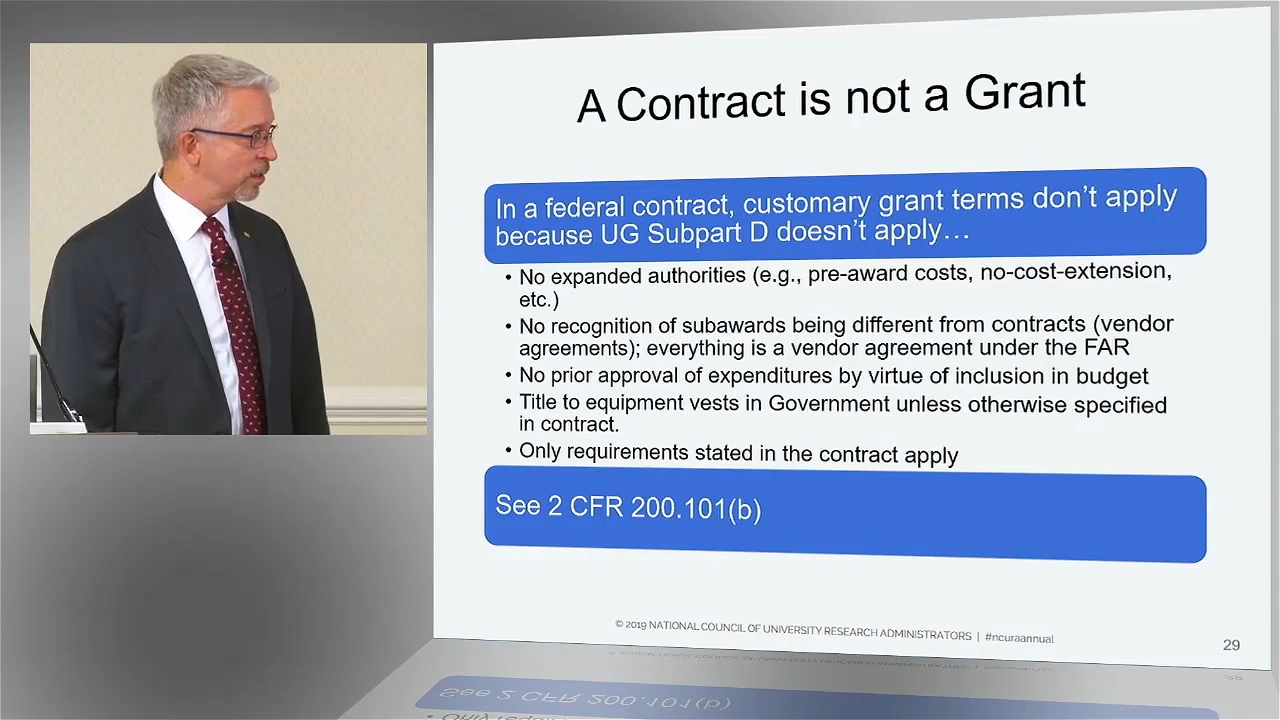 A Contract is not a Grant
In a federal contract, customary grant terms don't apply
because UG Subpart D doesn't apply…
• No expanded authorities (e.g., pre-award costs, no-cost-extension,
etc.)
• No recognition of subawards being different from contracts (vendor
agreements); everything is a vendor agreement under the FAR
• No prior approval of expenditures by virtue of inclusion in budget
• Title to equipment vests in Government unless otherwise specified
in contract.
• Only requirements stated in the contract apply
See 2 CFR 200.101(b)
© 2019 NATIONAL COUNCIL OF UNIVERSITY RESEARCH ADMINISTRATORS | #ncuraannual
29